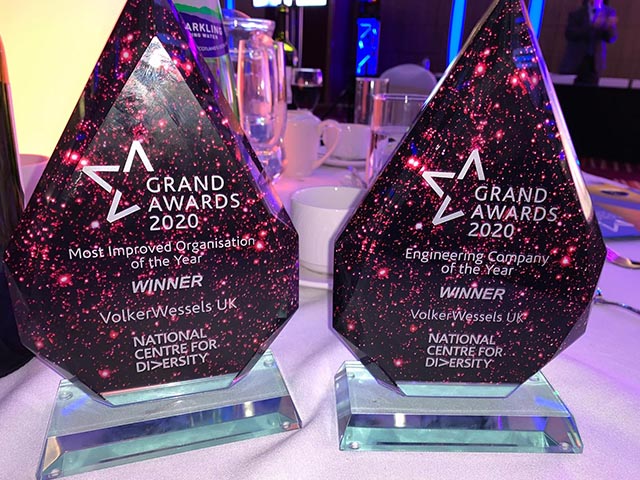 SPARKLING
GRAND
AWARDS
2020
Most Improved Organisation
of the Year
WINNER
VolkerWessels UK
NATIONAL
CENTRE FOR
DIVERSITY
GRAND
AWARDS
2020
Engineering Company
of the Year
WINNER
VolkerWessels UK
NATIONAL
CENTRE FOR
DIVERSITY